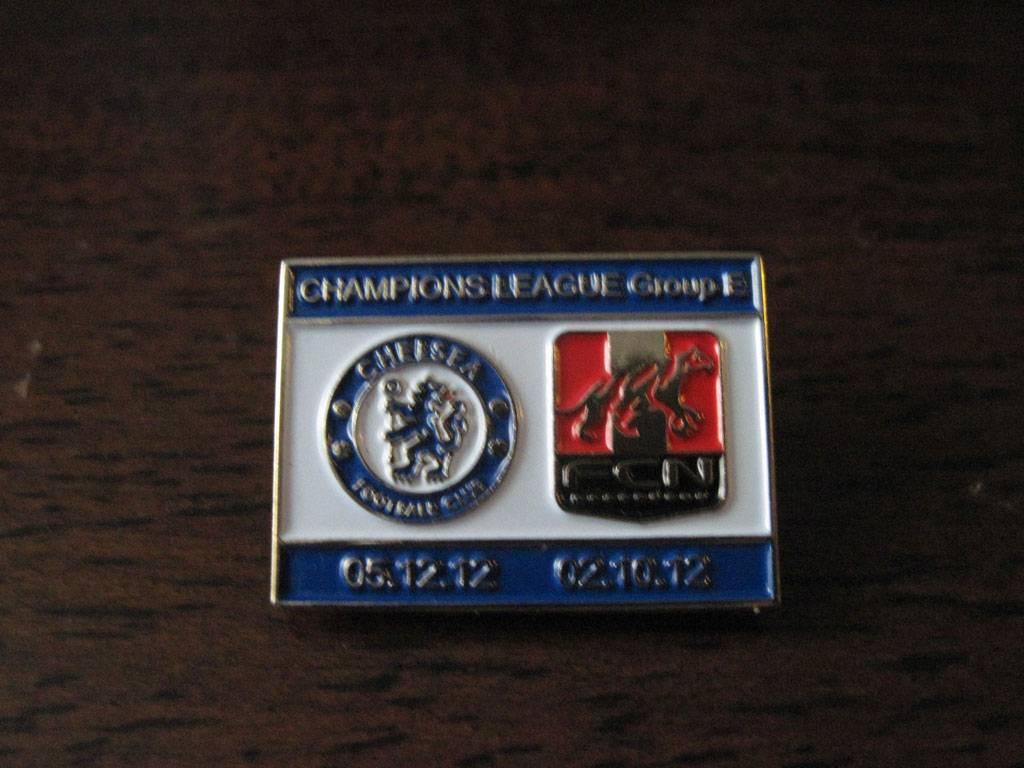 CHAMPIONS LEAGUE Group E
CHELSEA
FOOTBALL CLUB
FCN
05.12.12 02.10.12